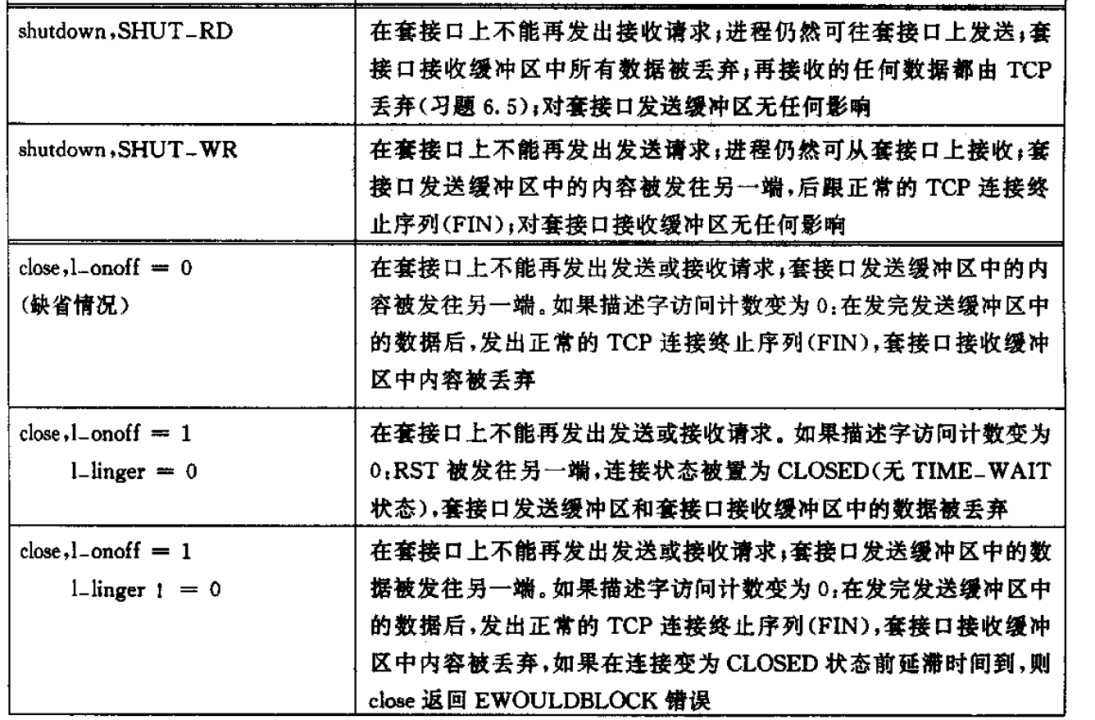 shutdown,SHUT_RD
在套接口上不能再发出接收请求;进程仍然可往套接口上发送;套
接口接收缓冲区中所有数据被丢弃;再接收的任何数据都由 TCP
丢弃(习题 6.5);对套接口发送缓冲区无任何影响
shutdown,SHUT_WR
在套接口上不能再发出发送请求;进程仍然可从套接口上接收;套
接口发送缓冲区中的内容被发往另一端,后跟正常的 TCP 连接终
止序列(FIN);对套接口接收缓冲区无任何影响
close,l_onoff = 0
(缺省情况)
在套接口上不能再发出发送或接收请求;套接口发送缓冲区中的内
容被发往另一端。如果描述字访问计数变为 0:在发完发送缓冲区中
的数据后,发出正常的 TCP 连接终止序列(FIN),套接口接收缓冲
区中内容被丢弃
close,l_onoff = 1
l_linger = 0
在套接口上不能再发出发送或接收请求。如果描述字访问计数变为
0:RST 被发往另一端,连接状态被置为 CLOSED(无 TIME_WAIT
状态),套接口发送缓冲区和套接口接收缓冲区中的数据被丢弃
close,l_onoff = 1
l_linger ! = 0
在套接口上不能再发出发送或接收请求;套接口发送缓冲区中的数
据被发往另一端。如果描述字访问计数变为 0:在发完发送缓冲区中
的数据后,发出正常的 TCP 连接终止序列(FIN),套接口接收缓冲
区中内容被丢弃,如果在连接变为 CLOSED 状态前延滞时间到,则
close 返回 EWOULDBLOCK 错误